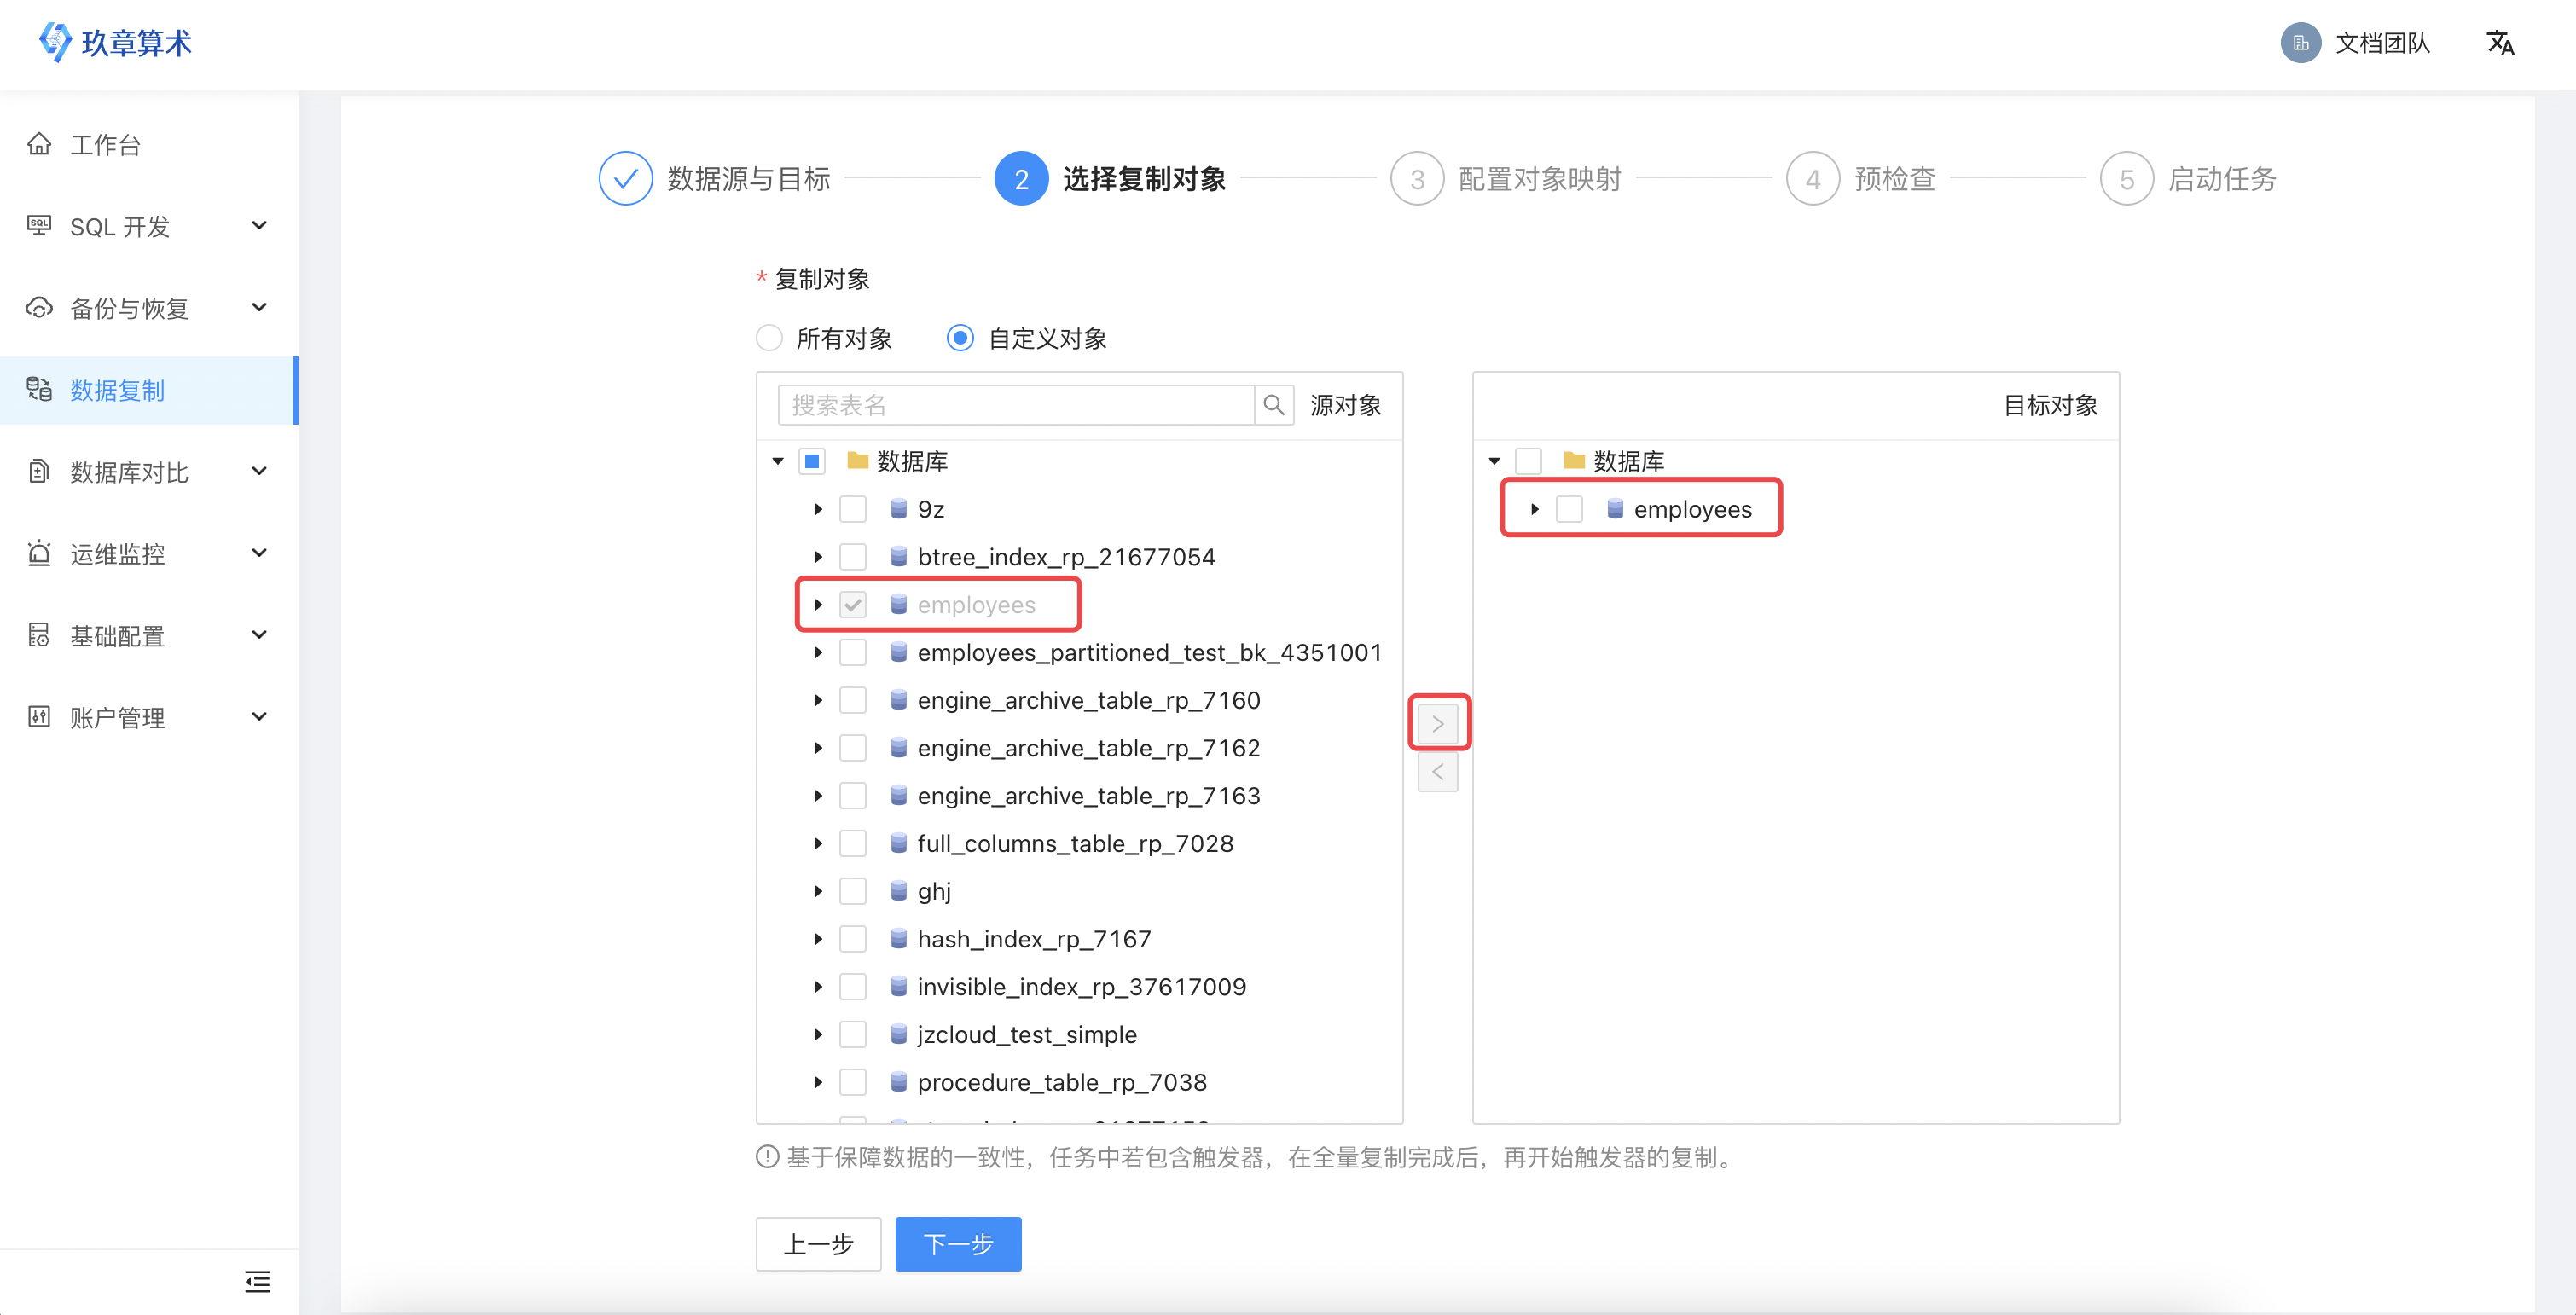 玖章算术
文档团队
工作台
SQL 开发
备份与恢复
数据复制
数据库对比
运维监控
基础配置
账户管理
数据源与目标
2 选择复制对象
3 配置对象映射
4 预检查
5 启动任务
* 复制对象
所有对象 自定义对象
搜索表名 源对象
数据库
9z
btree_index_rp_21677054
employees
employees_partitioned_test_bk_4351001
engine_archive_table_rp_7160
engine_archive_table_rp_7162
engine_archive_table_rp_7163
full_columns_table_rp_7028
ghj
hash_index_rp_7167
invisible_index_rp_37617009
jzcloud_test_simple
procedure_table_rp_7038
目标对象
数据库
employees
基于保障数据的一致性，任务中若包含触发器，在全量复制完成后，再开始触发器的复制。
上一步 下一步